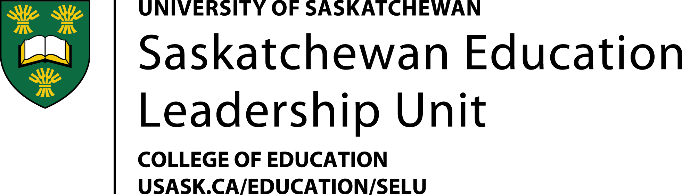 UNIVERSITY OF SASKATCHEWAN
Saskatchewan Education
Leadership Unit
COLLEGE OF EDUCATION
USASK.CA/EDUCATION/SELU